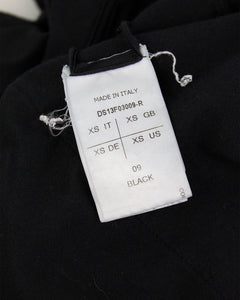 MADE IN ITALY
DS13F03009-R
XS IT XS GB
XS DE XS US
09
BLACK